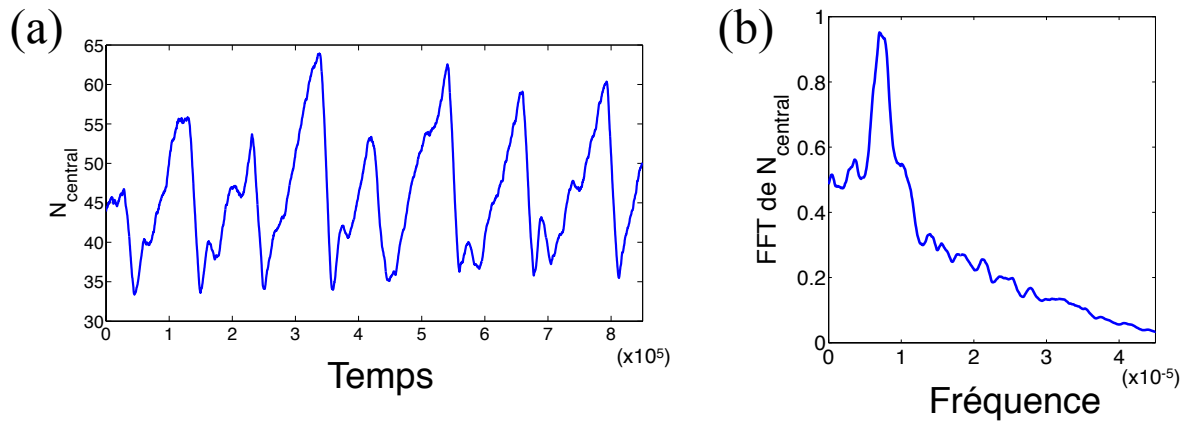 (a)
65
60
55
50
45
40
35
30
N_central
0 1 2 3 4 5 6 7 8
(x10⁵)
Temps
(b)
1
0.8
0.6
0.4
0.2
0
FFT de N_central
0 1 2 3 4
(x10⁻⁵)
Fréquence